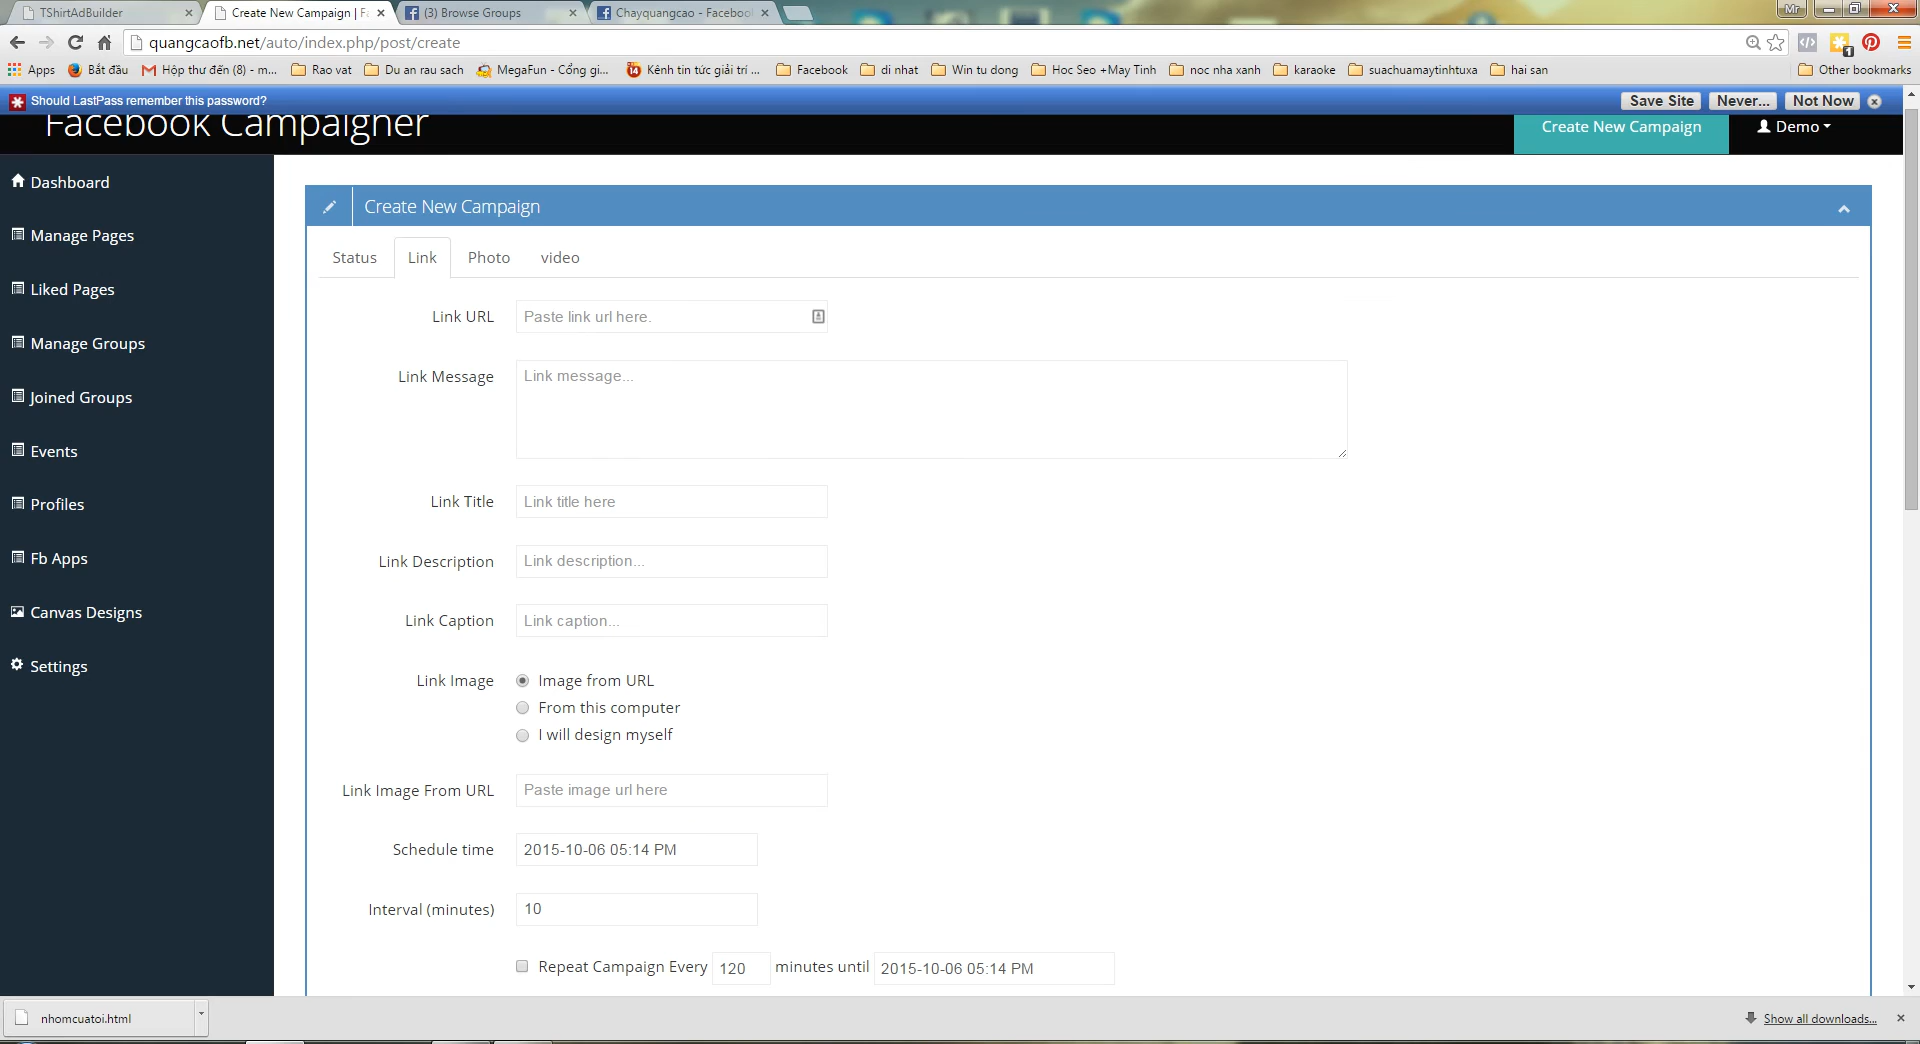 TShirtAdBuilder
Create New Campaign | Fa
(3) Browse Groups
Chayquangcao - Facebook
Mr
quangcaofb.net/auto/index.php/post/create
1
Apps
Bắt đầu
Hộp thư đến (8) - m...
Rao vat
Du an rau sach
MegaFun - Cổng gi...
Kênh tin tức giải trí ...
Facebook
di nhat
Win tu dong
Hoc Seo +May Tinh
noc nha xanh
karaoke
suachuamaytinhtuxa
hai san
Other bookmarks
Should LastPass remember this password?
Save Site
Never...
Not Now
Facebook Campaigner
Create New Campaign
Demo
Dashboard
Manage Pages
Liked Pages
Manage Groups
Joined Groups
Events
Profiles
Fb Apps
Canvas Designs
Settings
Create New Campaign
Status
Link
Photo
video
Link URL
Paste link url here.
Link Message
Link message...
Link Title
Link title here
Link Description
Link description...
Link Caption
Link caption...
Link Image
Image from URL
From this computer
I will design myself
Link Image From URL
Paste image url here
Schedule time
2015-10-06 05:14 PM
Interval (minutes)
10
Repeat Campaign Every 120 minutes until 2015-10-06 05:14 PM
nhomcuatoi.html
Show all downloads...